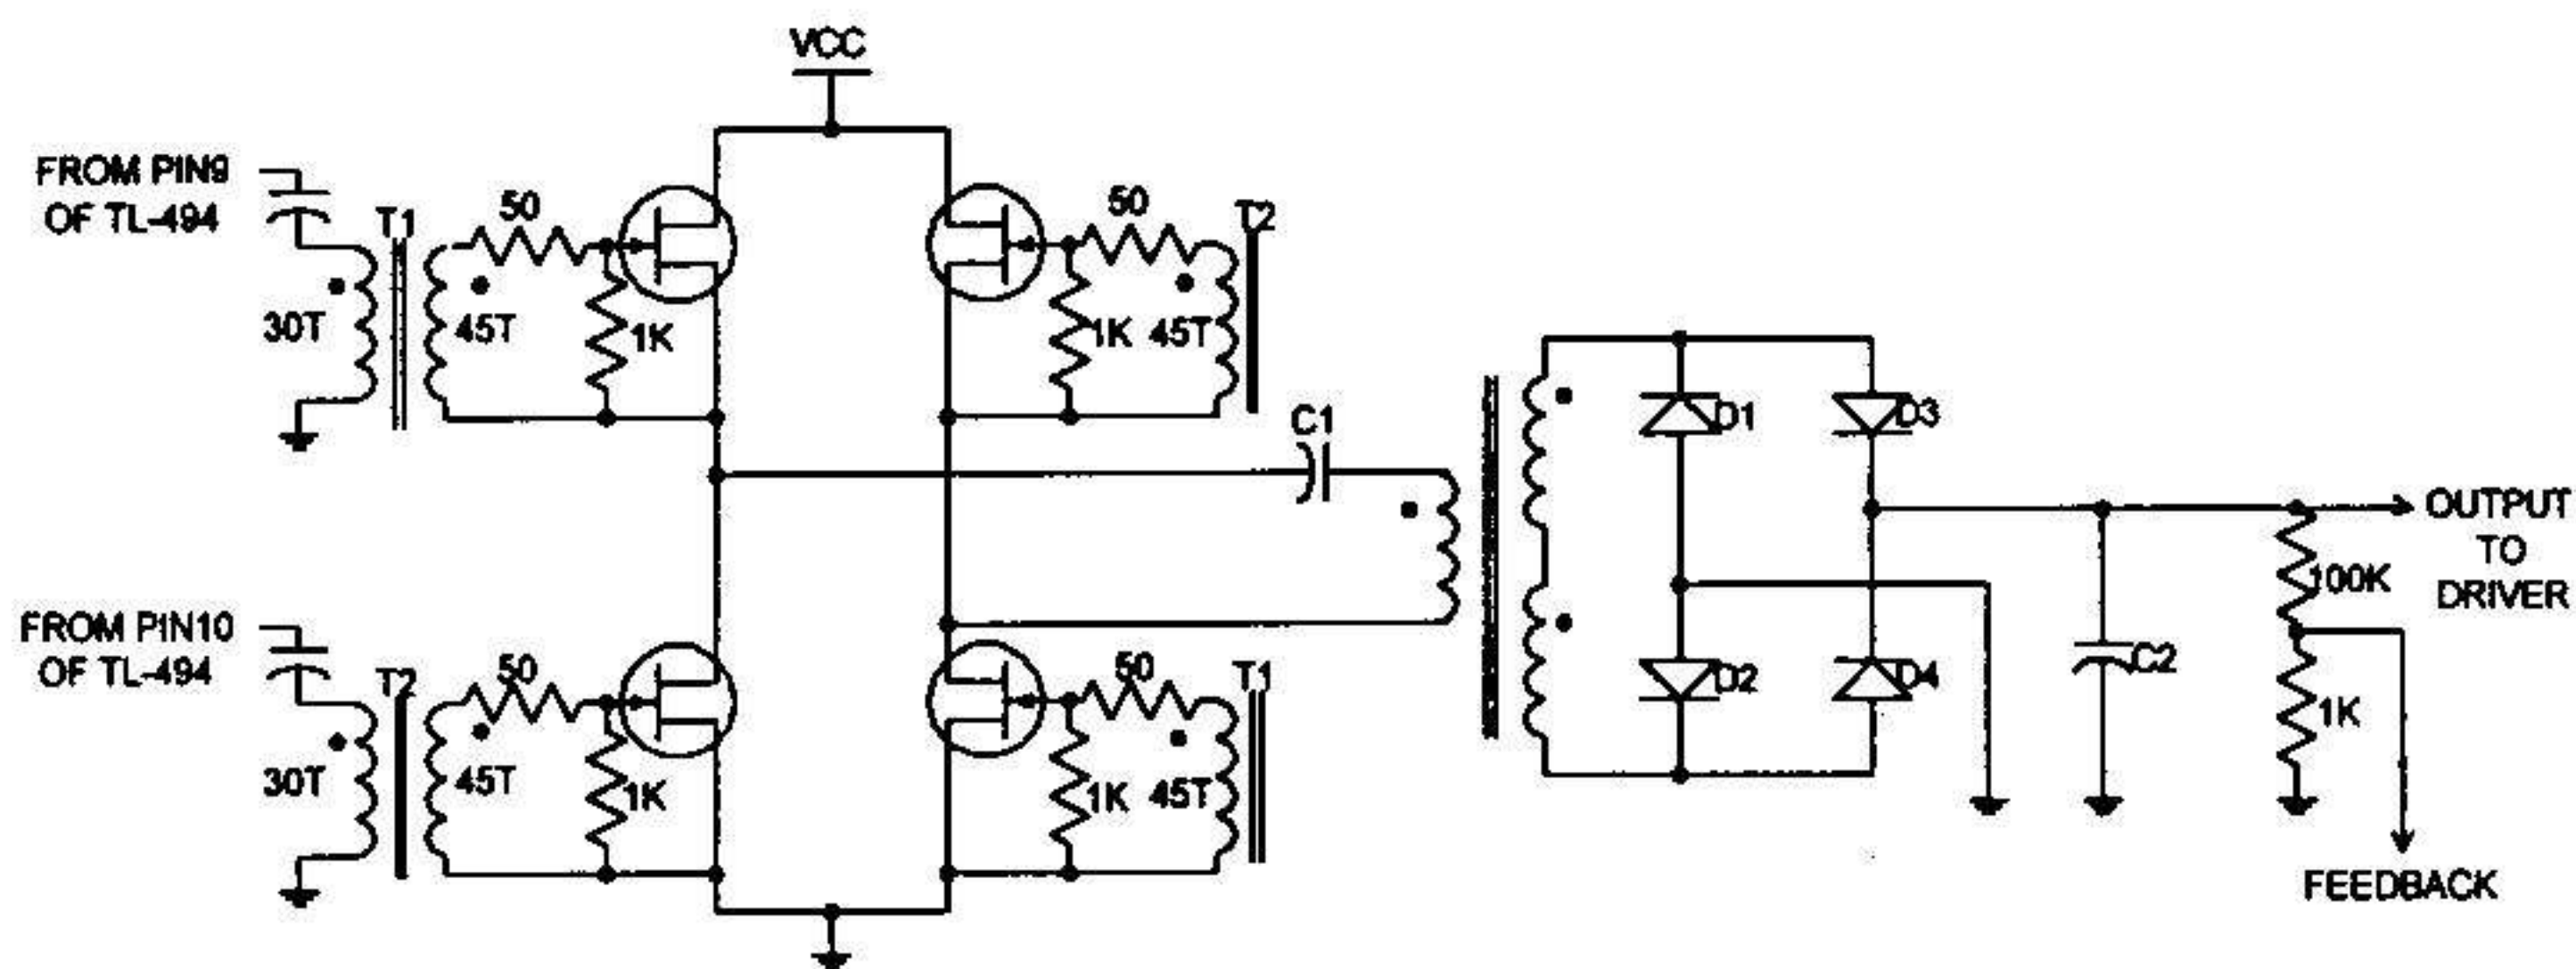 VCC
FROM PIN9
OF TL-494
T1
50
30T
45T
1K
50
T2
1K
45T
C1
D1
D3
OUTPUT
TO
DRIVER
100K
FROM PIN10
OF TL-494
T2
50
30T
45T
1K
50
T1
1K
45T
D2
D4
C2
1K
FEEDBACK